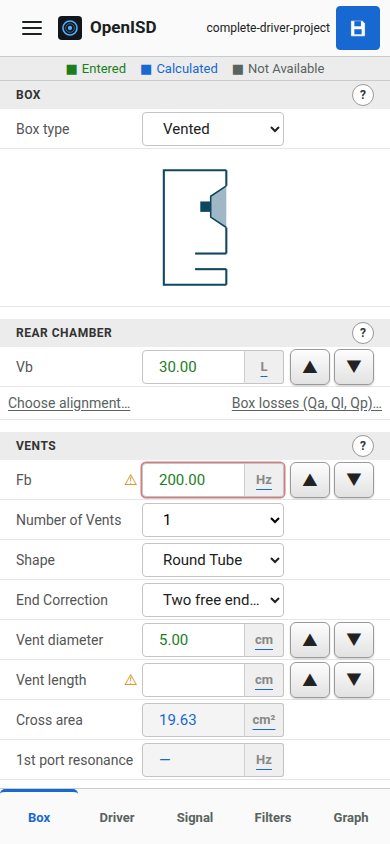 OpenISD
complete-driver-project
Entered Calculated Not Available
BOX ?
Box type Vented
REAR CHAMBER ?
Vb 30.00 L ▲ ▼
Choose alignment... Box losses (Qa, Ql, Qp)...
VENTS ?
Fb ⚠ 200.00 Hz ▲ ▼
Number of Vents 1
Shape Round Tube
End Correction Two free end...
Vent diameter 5.00 cm ▲ ▼
Vent length ⚠ cm ▲ ▼
Cross area 19.63 cm²
1st port resonance — Hz
Box Driver Signal Filters Graph